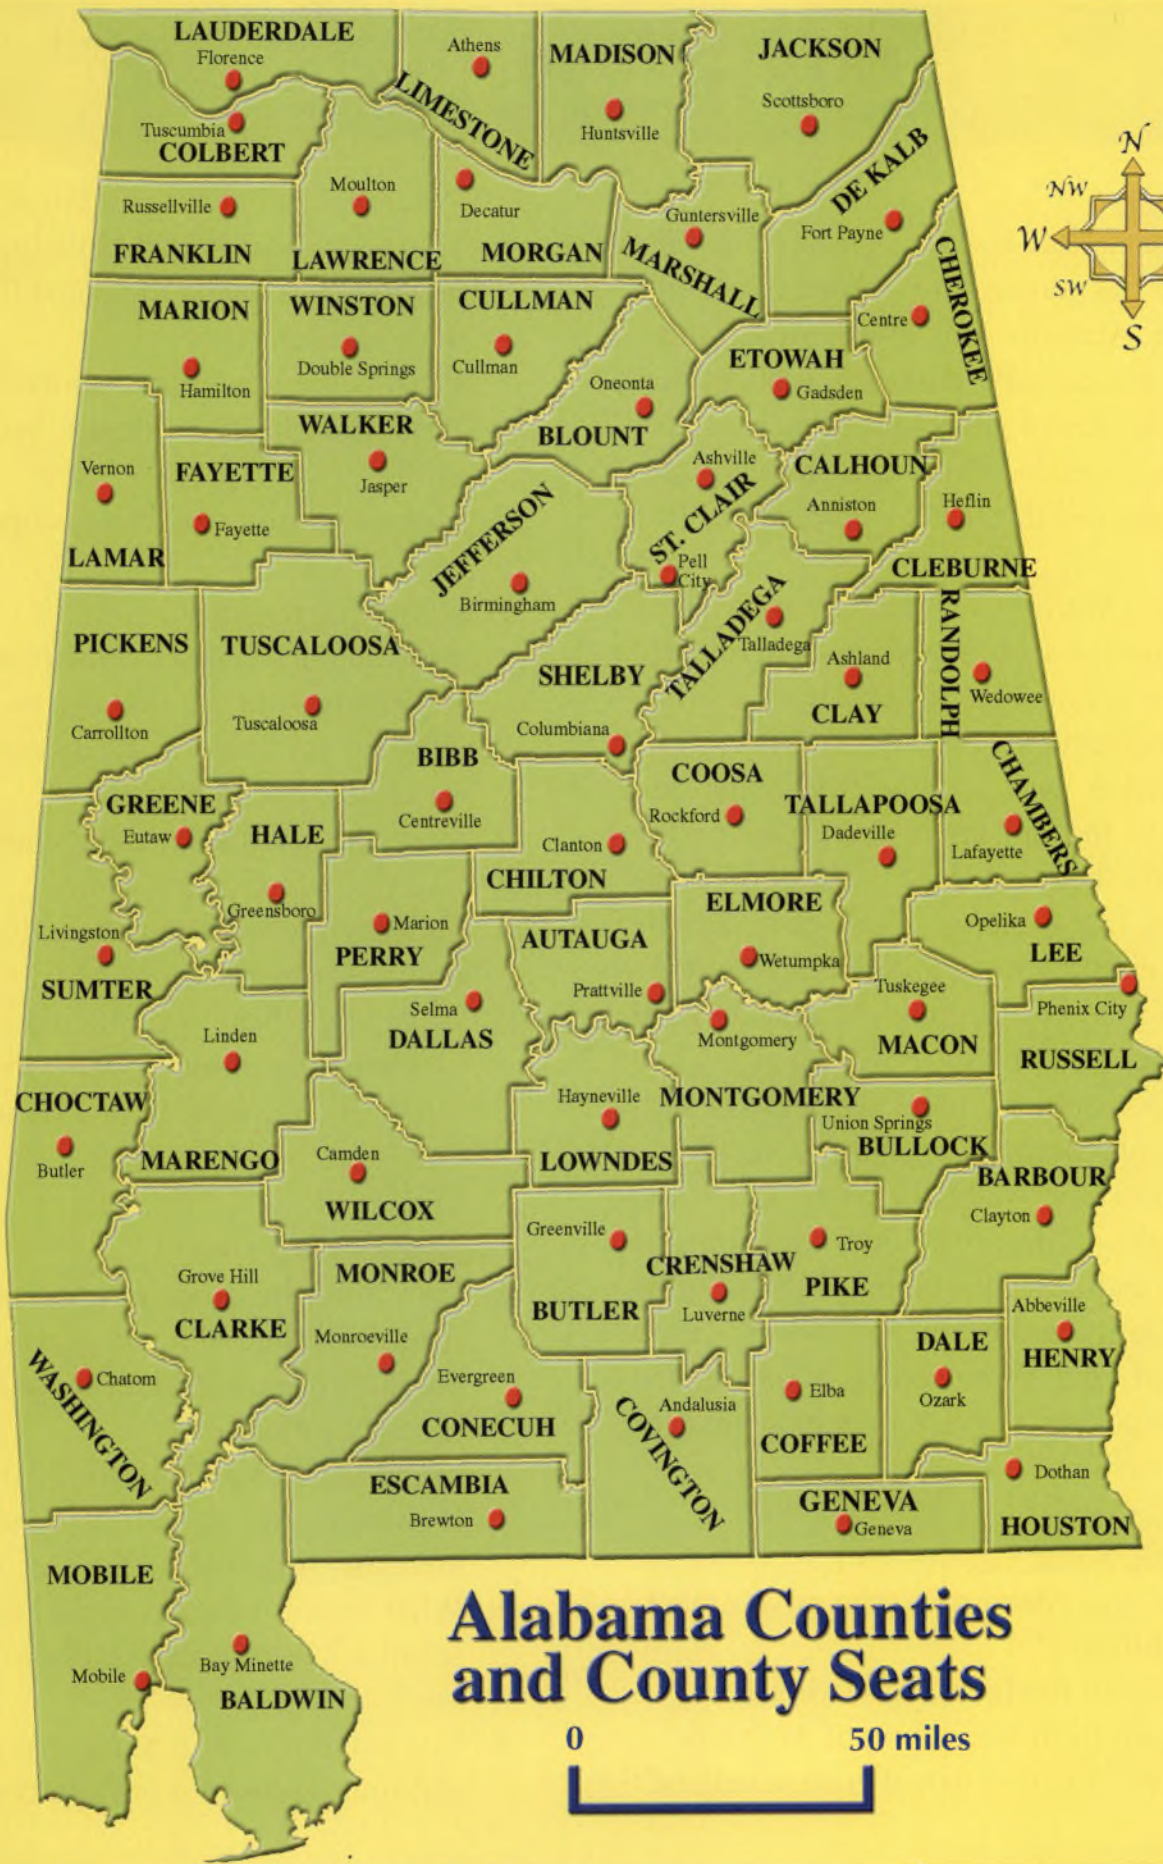 LAUDERDALE
Florence
Athens
LIMESTONE
MADISON
Huntsville
JACKSON
Scottsboro
Tuscumbia
COLBERT
Moulton
LAWRENCE
Decatur
MORGAN
Russellville
FRANKLIN
Guntersville
MARSHALL
DE KALB
Fort Payne
CHEROKEE
Centre
N
NW
W
SW
S
MARION
Hamilton
WINSTON
Double Springs
CULLMAN
Cullman
Oneonta
BLOUNT
ETOWAH
Gadsden
WALKER
Jasper
Vernon
LAMAR
FAYETTE
Fayette
JEFFERSON
Birmingham
Ashville
ST. CLAIR
Pell
City
CALHOUN
Anniston
Heflin
CLEBURNE
PICKENS
Carrollton
TUSCALOOSA
Tuscaloosa
SHELBY
Columbiana
TALLADEGA
Talladega
Ashland
CLAY
RANDOLPH
Wedowee
BIBB
Centreville
GREENE
Eutaw
HALE
Greensboro
Clanton
CHILTON
COOSA
Rockford
TALLAPOOSA
Dadeville
CHAMBERS
Lafayette
Livingston
SUMTER
Marion
PERRY
AUTAUGA
Prattville
ELMORE
Wetumpka
Opelika
LEE
Selma
DALLAS
Linden
MARENGO
Montgomery
MONTGOMERY
Tuskegee
MACON
Phenix City
RUSSELL
CHOCTAW
Butler
Camden
WILCOX
Hayneville
LOWNDES
Union Springs
BULLOCK
BARBOUR
Clayton
Grove Hill
CLARKE
MONROE
Monroeville
Greenville
BUTLER
CRENSHAW
Luverne
Troy
PIKE
Abbeville
HENRY
WASHINGTON
Chatom
Evergreen
CONECUH
COVINGTON
Andalusia
Elba
COFFEE
DALE
Ozark
ESCAMBIA
Brewton
GENEVA
Geneva
Dothan
HOUSTON
MOBILE
Mobile
Bay Minette
BALDWIN
Alabama Counties
and County Seats
0 50 miles